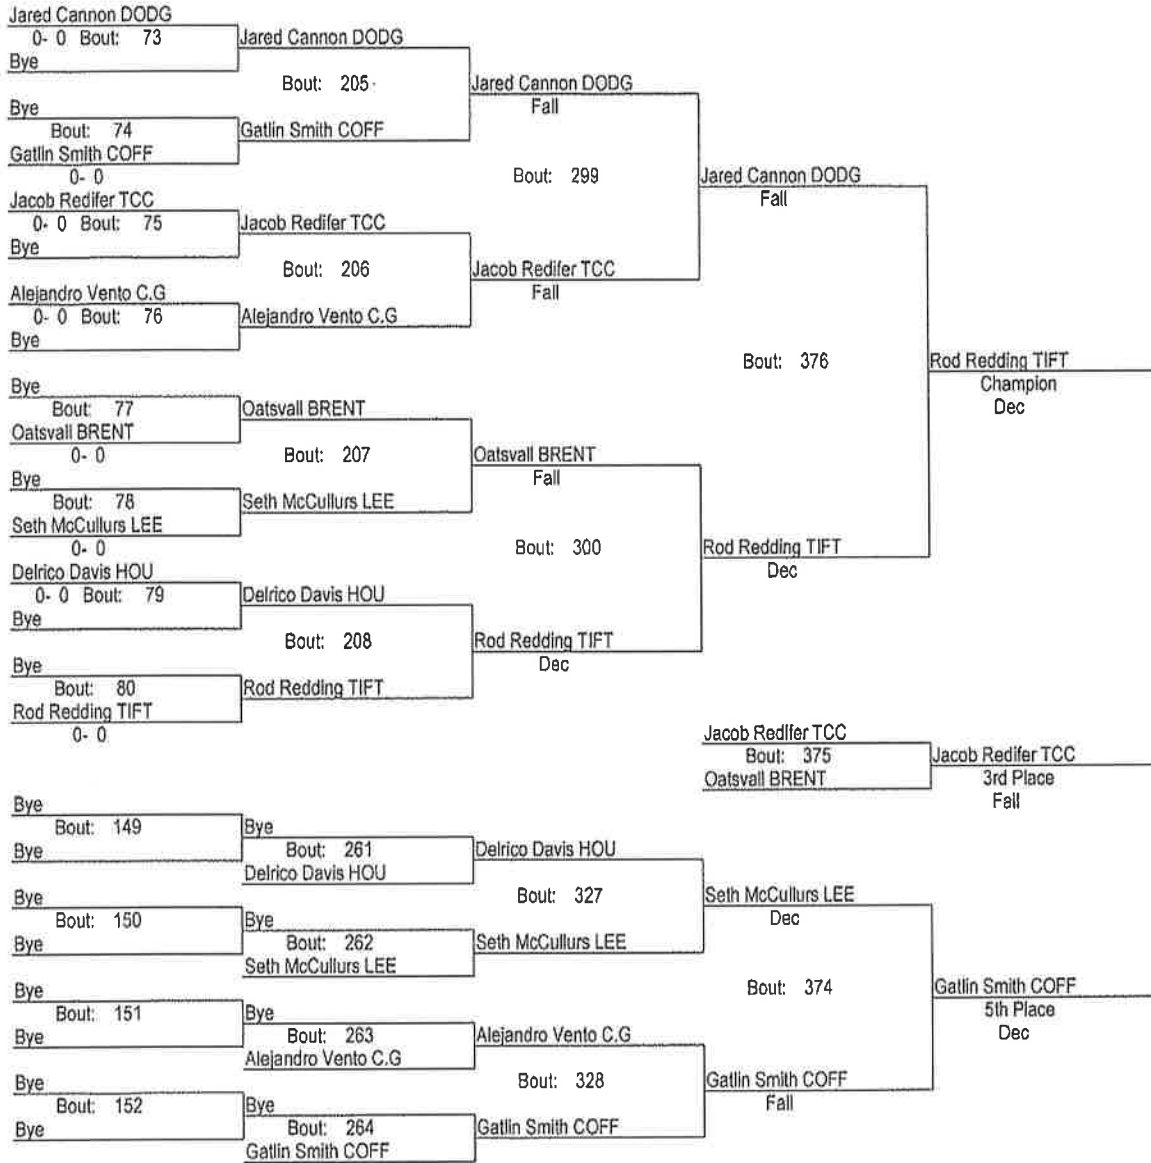 Jared Cannon DODG
0- 0 Bout: 73
Bye
Jared Cannon DODG
Bout: 205
Bye
Bout: 74
Gatlin Smith COFF
0- 0
Gatlin Smith COFF
Jared Cannon DODG
Fall
Bout: 299
Jacob Redifer TCC
0- 0 Bout: 75
Bye
Jacob Redifer TCC
Bout: 206
Alejandro Vento C.G
0- 0 Bout: 76
Bye
Alejandro Vento C.G
Jacob Redifer TCC
Fall
Jared Cannon DODG
Fall
Bout: 376
Bye
Bout: 77
Oatsvall BRENT
0- 0
Oatsvall BRENT
Bout: 207
Bye
Bout: 78
Seth McCullurs LEE
0- 0
Seth McCullurs LEE
Oatsvall BRENT
Fall
Bout: 300
Delrico Davis HOU
0- 0 Bout: 79
Bye
Delrico Davis HOU
Bout: 208
Bye
Bout: 80
Rod Redding TIFT
0- 0
Rod Redding TIFT
Rod Redding TIFT
Dec
Rod Redding TIFT
Dec
Rod Redding TIFT
Champion
Dec
Jacob Redifer TCC
Bout: 375
Oatsvall BRENT
Jacob Redifer TCC
3rd Place
Fall
Bye
Bout: 149
Bye
Bye
Bout: 261
Delrico Davis HOU
Delrico Davis HOU
Bout: 327
Bye
Bout: 150
Bye
Bye
Bout: 262
Seth McCullurs LEE
Seth McCullurs LEE
Seth McCullurs LEE
Dec
Bout: 374
Bye
Bout: 151
Bye
Bye
Bout: 263
Alejandro Vento C.G
Alejandro Vento C.G
Bout: 328
Bye
Bout: 152
Bye
Bye
Bout: 264
Gatlin Smith COFF
Gatlin Smith COFF
Gatlin Smith COFF
Fall
Gatlin Smith COFF
5th Place
Dec